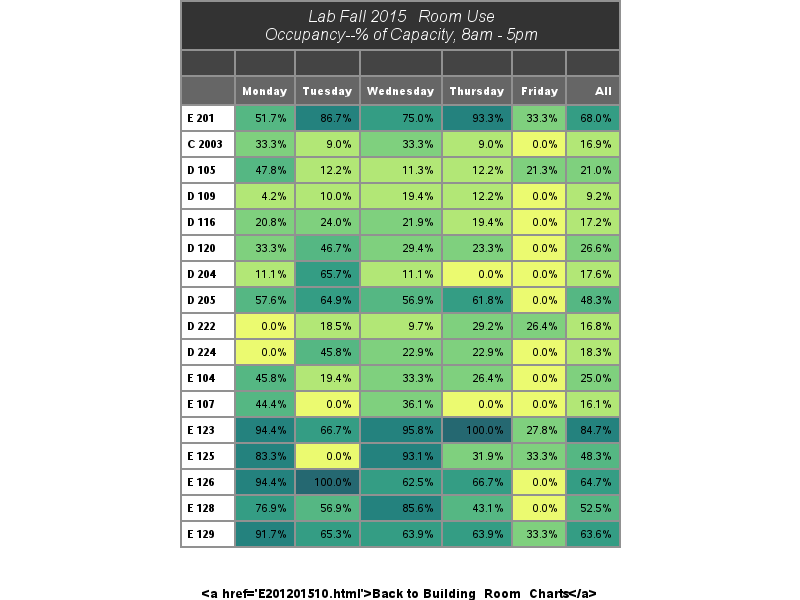 Lab Fall 2015 Room Use
Occupancy--% of Capacity, 8am - 5pm
Monday Tuesday Wednesday Thursday Friday All
E 201 51.7% 86.7% 75.0% 93.3% 33.3% 68.0%
C 2003 33.3% 9.0% 33.3% 9.0% 0.0% 16.9%
D 105 47.8% 12.2% 11.3% 12.2% 21.3% 21.0%
D 109 4.2% 10.0% 19.4% 12.2% 0.0% 9.2%
D 116 20.8% 24.0% 21.9% 19.4% 0.0% 17.2%
D 120 33.3% 46.7% 29.4% 23.3% 0.0% 26.6%
D 204 11.1% 65.7% 11.1% 0.0% 0.0% 17.6%
D 205 57.6% 64.9% 56.9% 61.8% 0.0% 48.3%
D 222 0.0% 18.5% 9.7% 29.2% 26.4% 16.8%
D 224 0.0% 45.8% 22.9% 22.9% 0.0% 18.3%
E 104 45.8% 19.4% 33.3% 26.4% 0.0% 25.0%
E 107 44.4% 0.0% 36.1% 0.0% 0.0% 16.1%
E 123 94.4% 66.7% 95.8% 100.0% 27.8% 84.7%
E 125 83.3% 0.0% 93.1% 31.9% 33.3% 48.3%
E 126 94.4% 100.0% 62.5% 66.7% 0.0% 64.7%
E 128 76.9% 56.9% 85.6% 43.1% 0.0% 52.5%
E 129 91.7% 65.3% 63.9% 63.9% 33.3% 63.6%
<a href='E201201510.html'>Back to Building_Room_Charts</a>